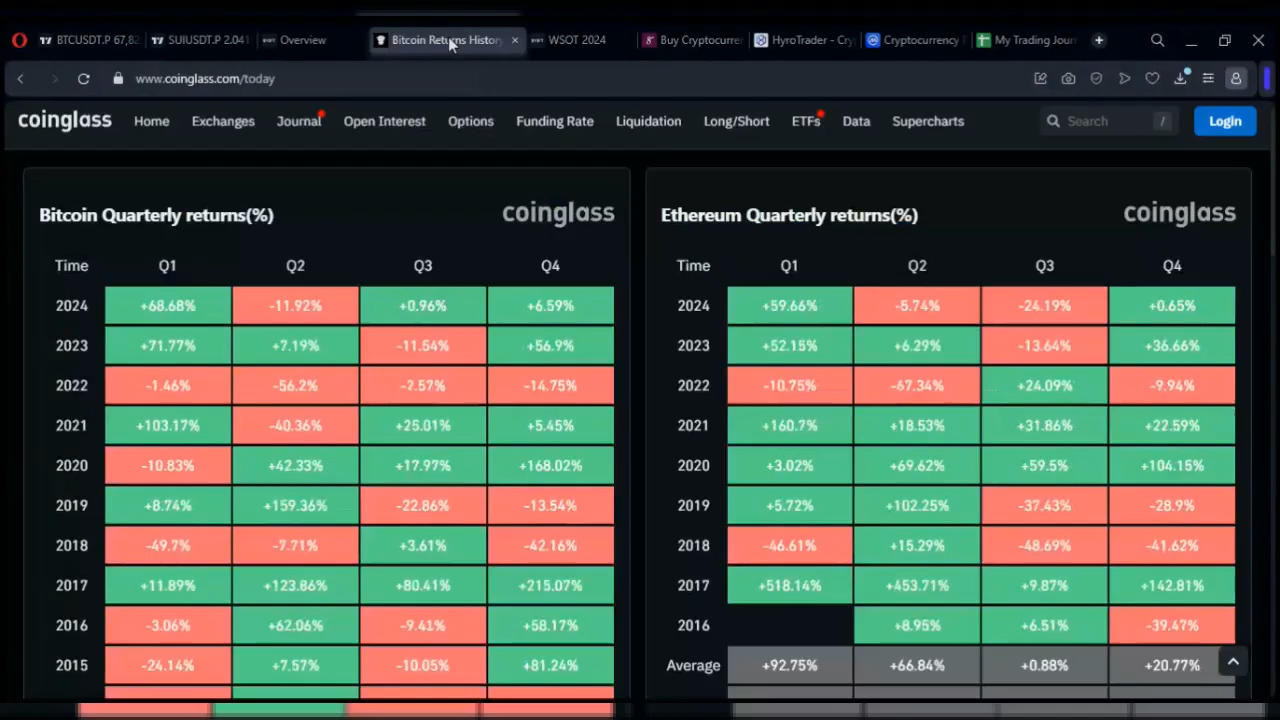 BTCUSDT.P 67,82 SUIUSDT.P 2.041 Overview Bitcoin Returns History WSOT 2024 Buy Cryptocurre HyroTrader - Cry Cryptocurrency My Trading Journ
www.coinglass.com/today
coinglass Home Exchanges Journal Open Interest Options Funding Rate Liquidation Long/Short ETFs Data Supercharts Search / Login
Bitcoin Quarterly returns(%) coinglass
Time Q1 Q2 Q3 Q4
2024 +68.68% -11.92% +0.96% +6.59%
2023 +71.77% +7.19% -11.54% +56.9%
2022 -1.46% -56.2% -2.57% -14.75%
2021 +103.17% -40.36% +25.01% +5.45%
2020 -10.83% +42.33% +17.97% +168.02%
2019 +8.74% +159.36% -22.86% -13.54%
2018 -49.7% -7.71% +3.61% -42.16%
2017 +11.89% +123.86% +80.41% +215.07%
2016 -3.06% +62.06% -9.41% +58.17%
2015 -24.14% +7.57% -10.05% +81.24%
Ethereum Quarterly returns(%) coinglass
Time Q1 Q2 Q3 Q4
2024 +59.66% -5.74% -24.19% +0.65%
2023 +52.15% +6.29% -13.64% +36.66%
2022 -10.75% -67.34% +24.09% -9.94%
2021 +160.7% +18.53% +31.86% +22.59%
2020 +3.02% +69.62% +59.5% +104.15%
2019 +5.72% +102.25% -37.43% -28.9%
2018 -46.61% +15.29% -48.69% -41.62%
2017 +518.14% +453.71% +9.87% +142.81%
2016 +8.95% +6.51% -39.47%
Average +92.75% +66.84% +0.88% +20.77%